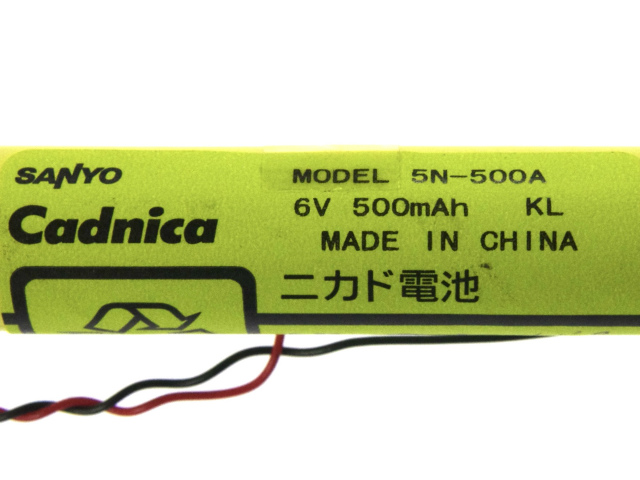 SANYO
Cadnica
MODEL 5N-500A
6V 500mAh KL
MADE IN CHINA
ニカド電池